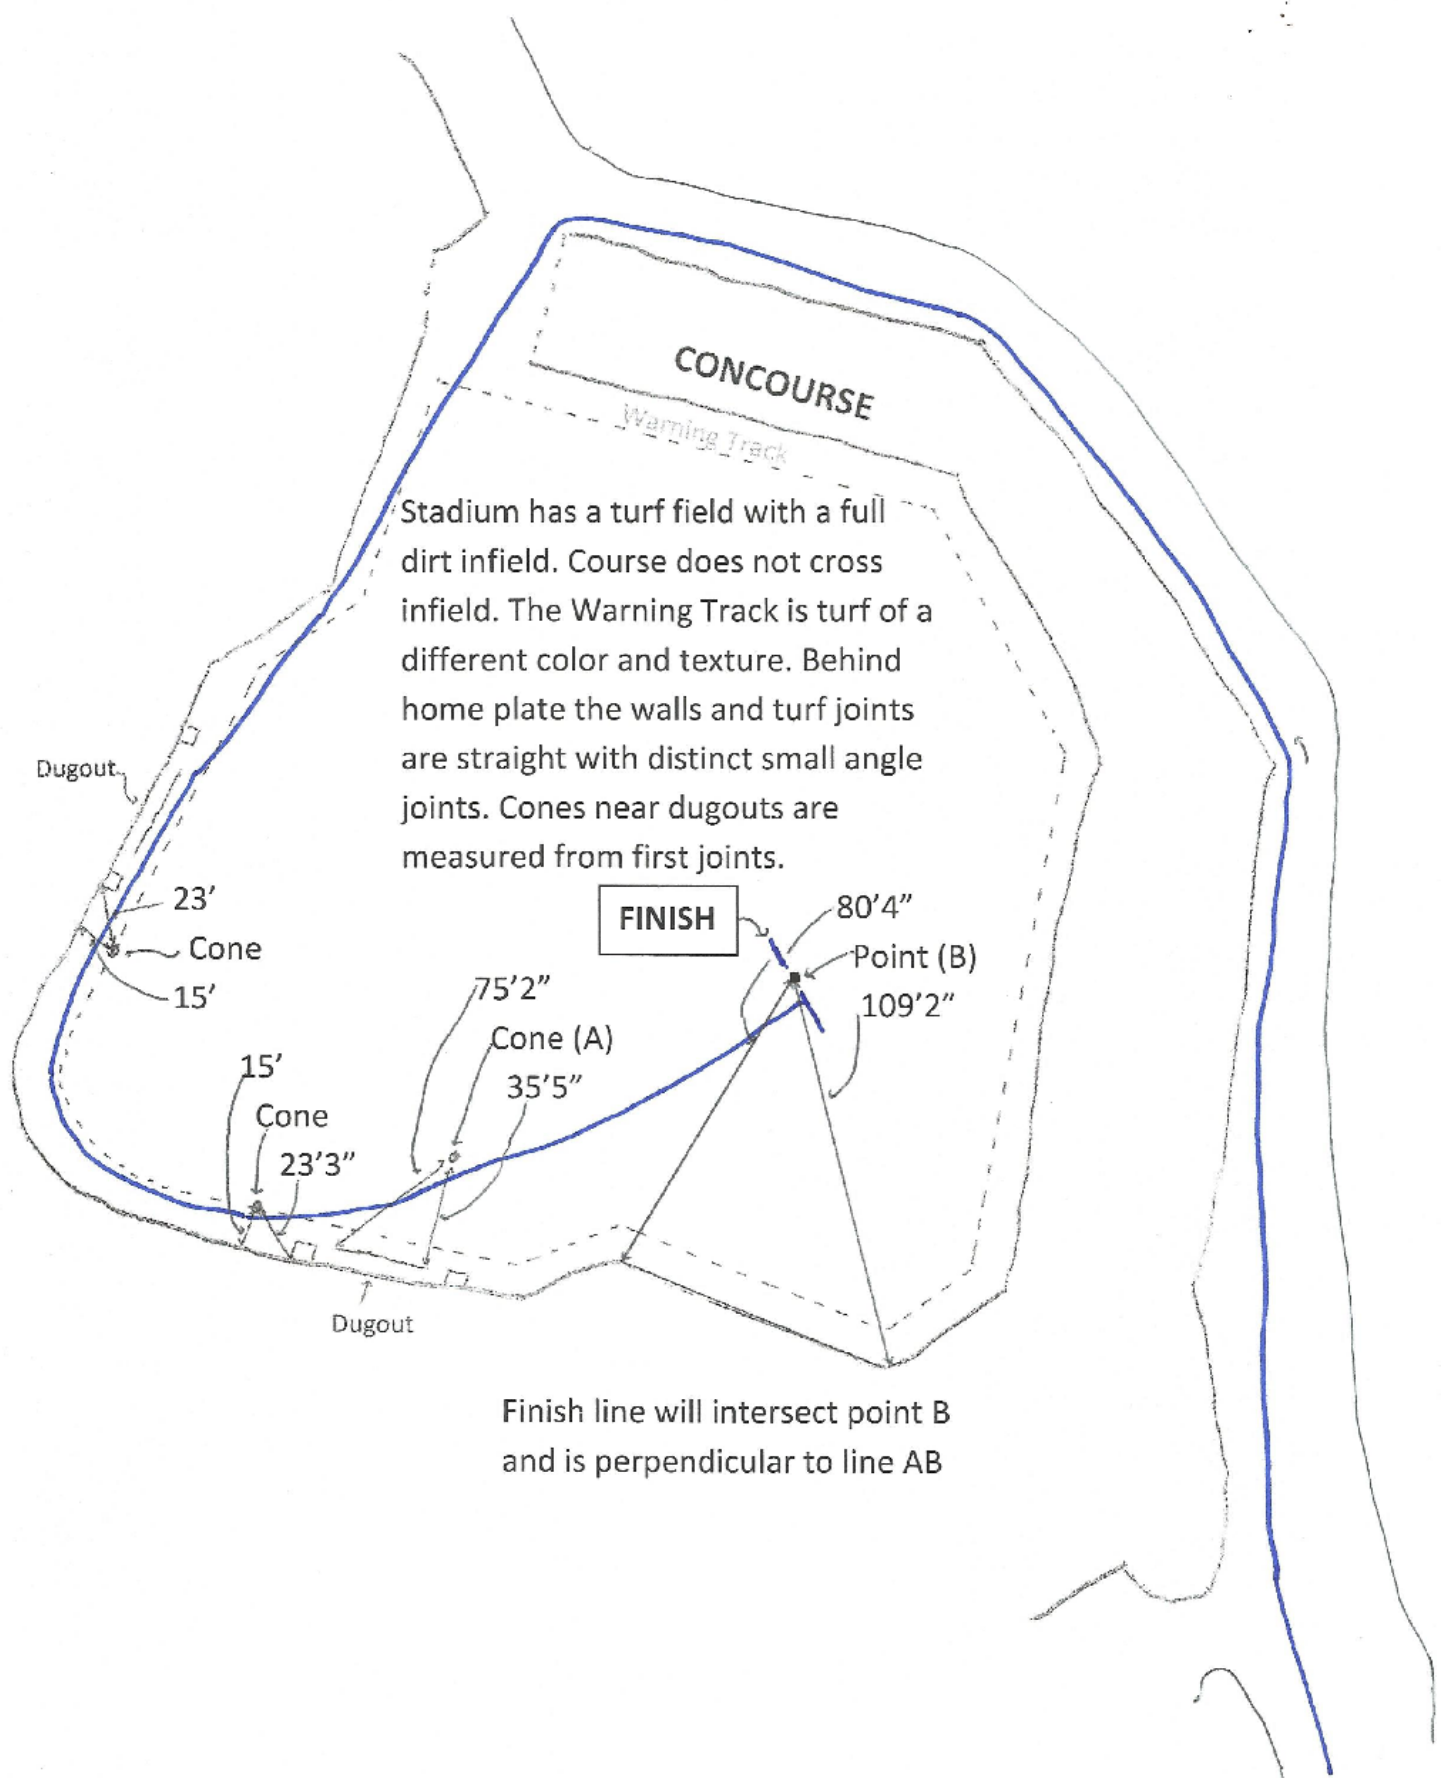 CONCOURSE
Warning Track
Stadium has a turf field with a full
dirt infield. Course does not cross
infield. The Warning Track is turf of a
different color and texture. Behind
home plate the walls and turf joints
are straight with distinct small angle
joints. Cones near dugouts are
measured from first joints.
Dugout
23’
Cone
15’
FINISH
80’4”
Point (B)
109’2”
75’2”
Cone (A)
35’5”
15’
Cone
23’3”
Dugout
Finish line will intersect point B
and is perpendicular to line AB